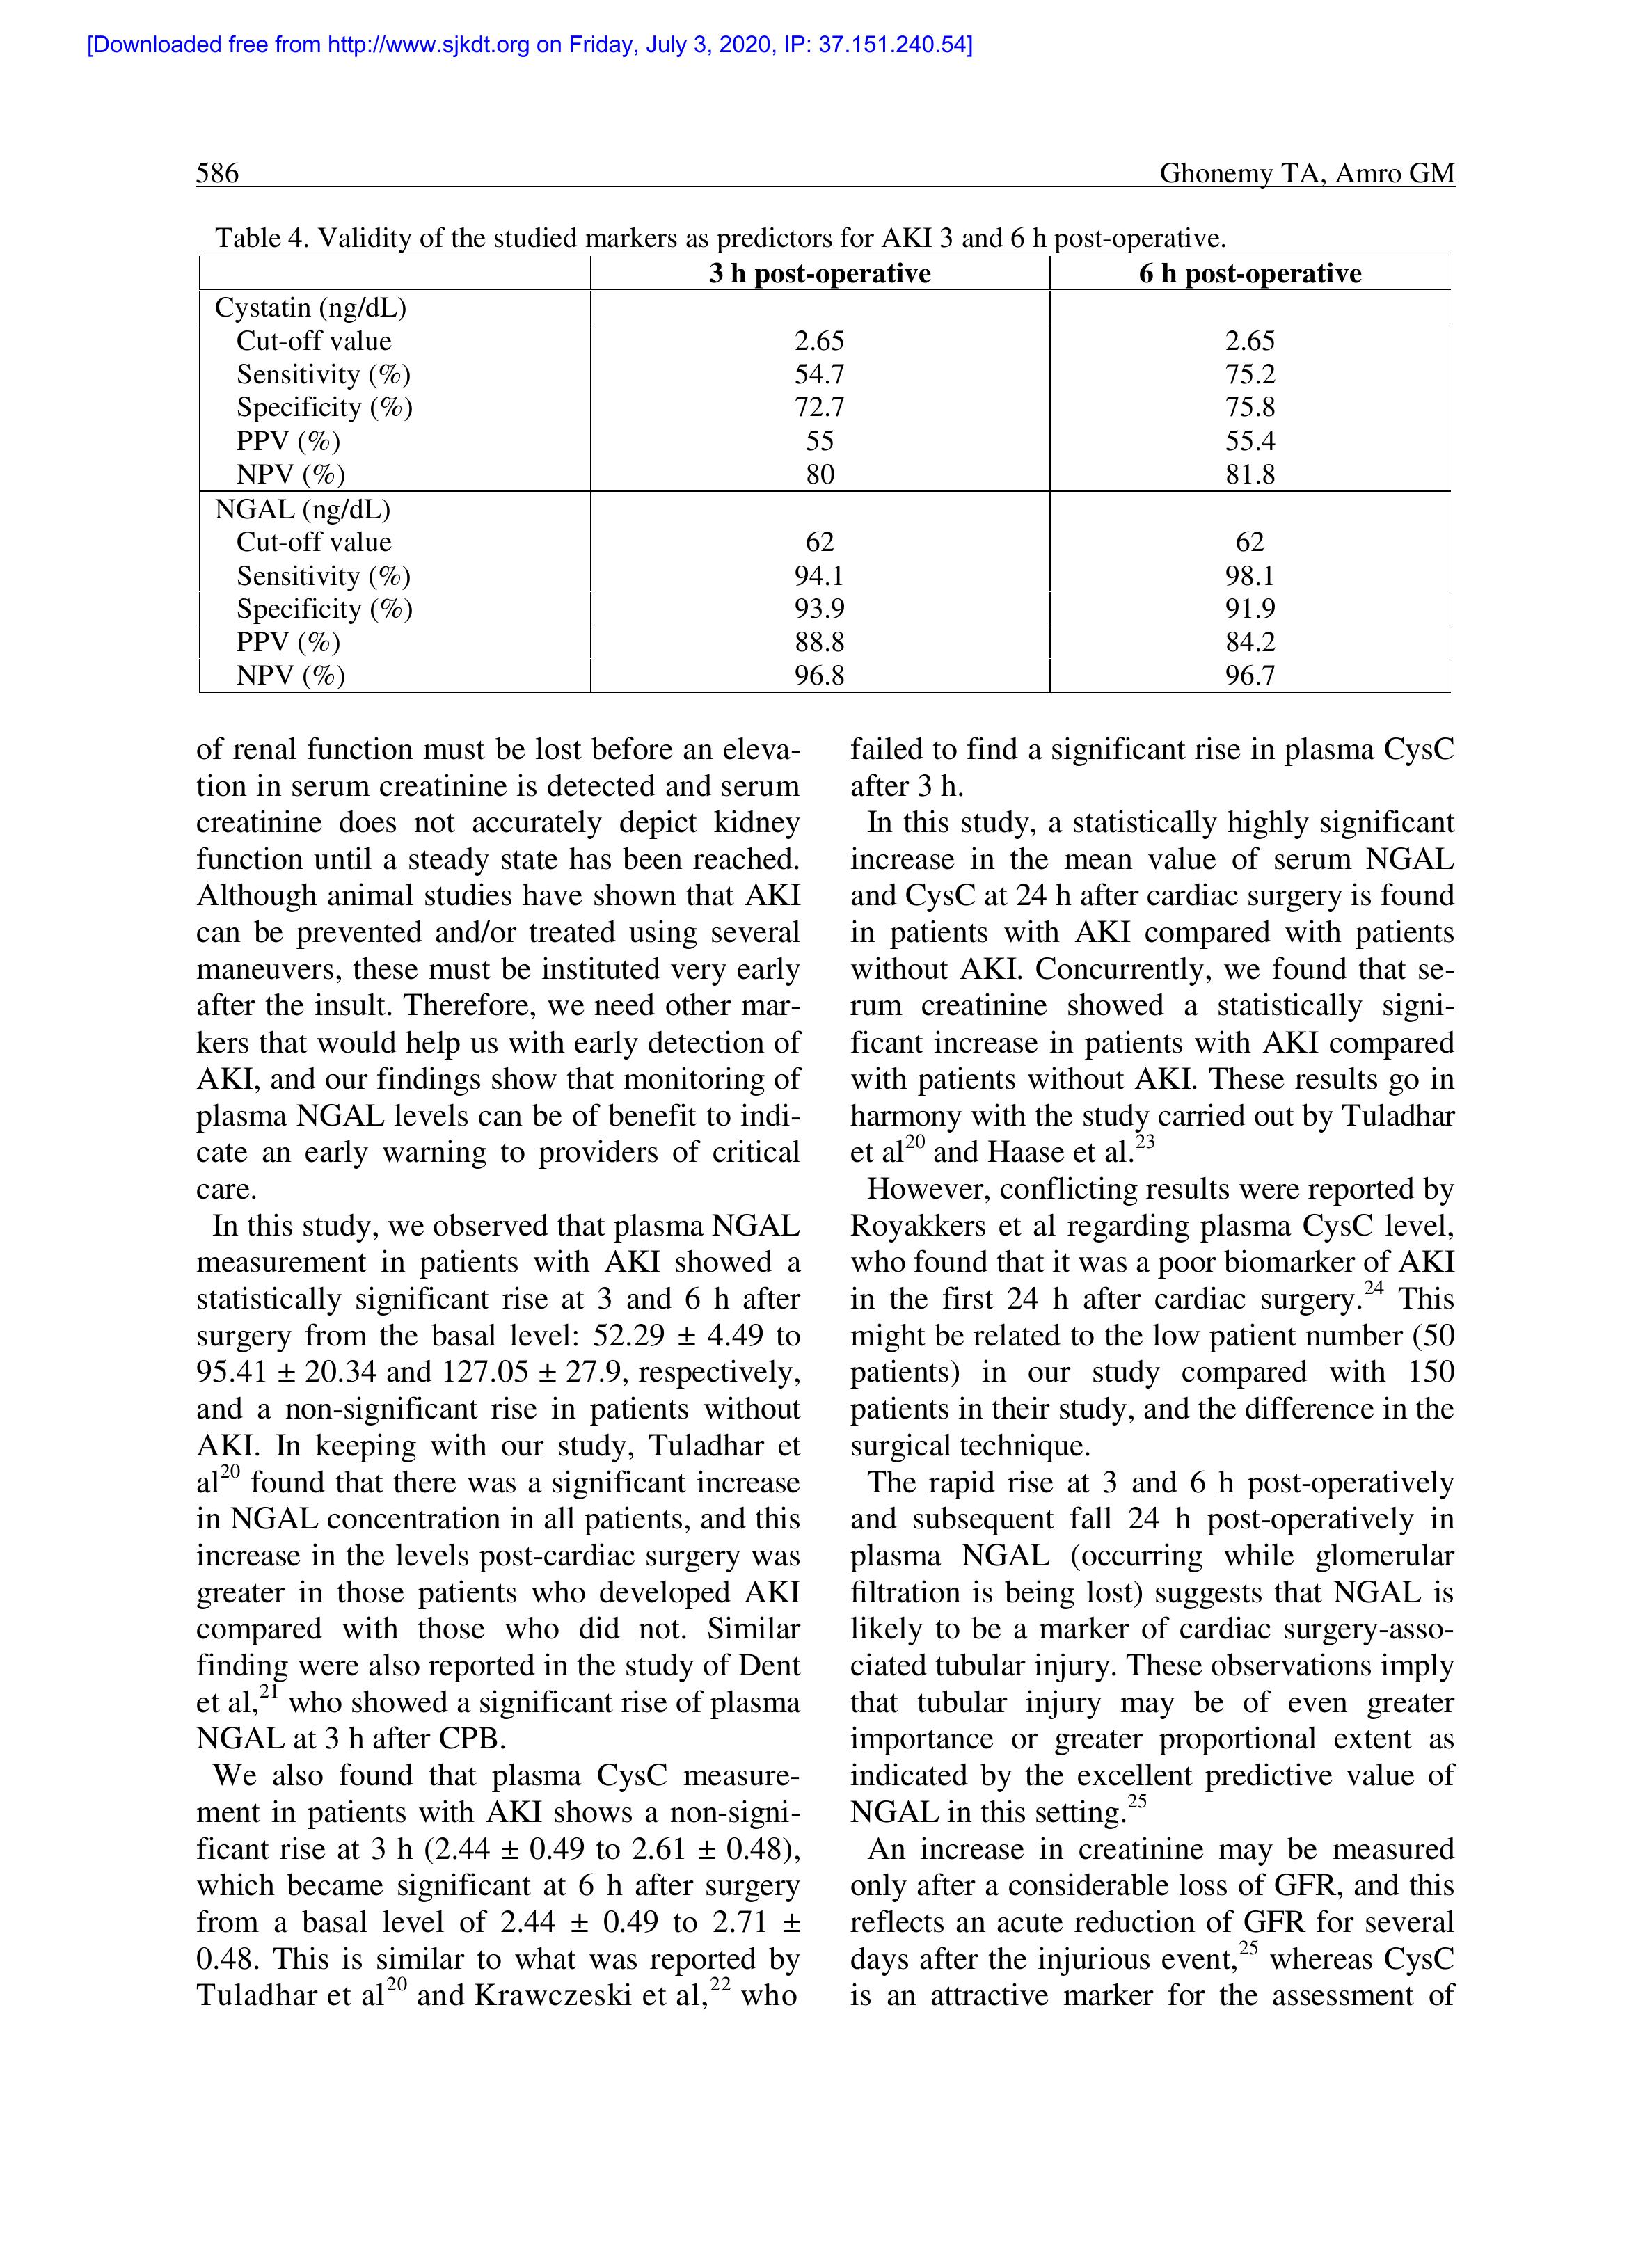 [Downloaded free from http://www.sjkdt.org on Friday, July 3, 2020, IP: 37.151.240.54]
586 Ghonemy TA, Amro GM
Table 4. Validity of the studied markers as predictors for AKI 3 and 6 h post-operative.
3 h post-operative 6 h post-operative
Cystatin (ng/dL)
Cut-off value 2.65 2.65
Sensitivity (%) 54.7 75.2
Specificity (%) 72.7 75.8
PPV (%) 55 55.4
NPV (%) 80 81.8
NGAL (ng/dL)
Cut-off value 62 62
Sensitivity (%) 94.1 98.1
Specificity (%) 93.9 91.9
PPV (%) 88.8 84.2
NPV (%) 96.8 96.7
of renal function must be lost before an eleva-
tion in serum creatinine is detected and serum
creatinine does not accurately depict kidney
function until a steady state has been reached.
Although animal studies have shown that AKI
can be prevented and/or treated using several
maneuvers, these must be instituted very early
after the insult. Therefore, we need other mar-
kers that would help us with early detection of
AKI, and our findings show that monitoring of
plasma NGAL levels can be of benefit to indi-
cate an early warning to providers of critical
care.
In this study, we observed that plasma NGAL
measurement in patients with AKI showed a
statistically significant rise at 3 and 6 h after
surgery from the basal level: 52.29 ± 4.49 to
95.41 ± 20.34 and 127.05 ± 27.9, respectively,
and a non-significant rise in patients without
AKI. In keeping with our study, Tuladhar et
al20 found that there was a significant increase
in NGAL concentration in all patients, and this
increase in the levels post-cardiac surgery was
greater in those patients who developed AKI
compared with those who did not. Similar
finding were also reported in the study of Dent
et al,21 who showed a significant rise of plasma
NGAL at 3 h after CPB.
We also found that plasma CysC measure-
ment in patients with AKI shows a non-signi-
ficant rise at 3 h (2.44 ± 0.49 to 2.61 ± 0.48),
which became significant at 6 h after surgery
from a basal level of 2.44 ± 0.49 to 2.71 ±
0.48. This is similar to what was reported by
Tuladhar et al20 and Krawczeski et al,22 who
failed to find a significant rise in plasma CysC
after 3 h.
In this study, a statistically highly significant
increase in the mean value of serum NGAL
and CysC at 24 h after cardiac surgery is found
in patients with AKI compared with patients
without AKI. Concurrently, we found that se-
rum creatinine showed a statistically signi-
ficant increase in patients with AKI compared
with patients without AKI. These results go in
harmony with the study carried out by Tuladhar
et al20 and Haase et al.23
However, conflicting results were reported by
Royakkers et al regarding plasma CysC level,
who found that it was a poor biomarker of AKI
in the first 24 h after cardiac surgery.24 This
might be related to the low patient number (50
patients) in our study compared with 150
patients in their study, and the difference in the
surgical technique.
The rapid rise at 3 and 6 h post-operatively
and subsequent fall 24 h post-operatively in
plasma NGAL (occurring while glomerular
filtration is being lost) suggests that NGAL is
likely to be a marker of cardiac surgery-asso-
ciated tubular injury. These observations imply
that tubular injury may be of even greater
importance or greater proportional extent as
indicated by the excellent predictive value of
NGAL in this setting.25
An increase in creatinine may be measured
only after a considerable loss of GFR, and this
reflects an acute reduction of GFR for several
days after the injurious event,25 whereas CysC
is an attractive marker for the assessment of